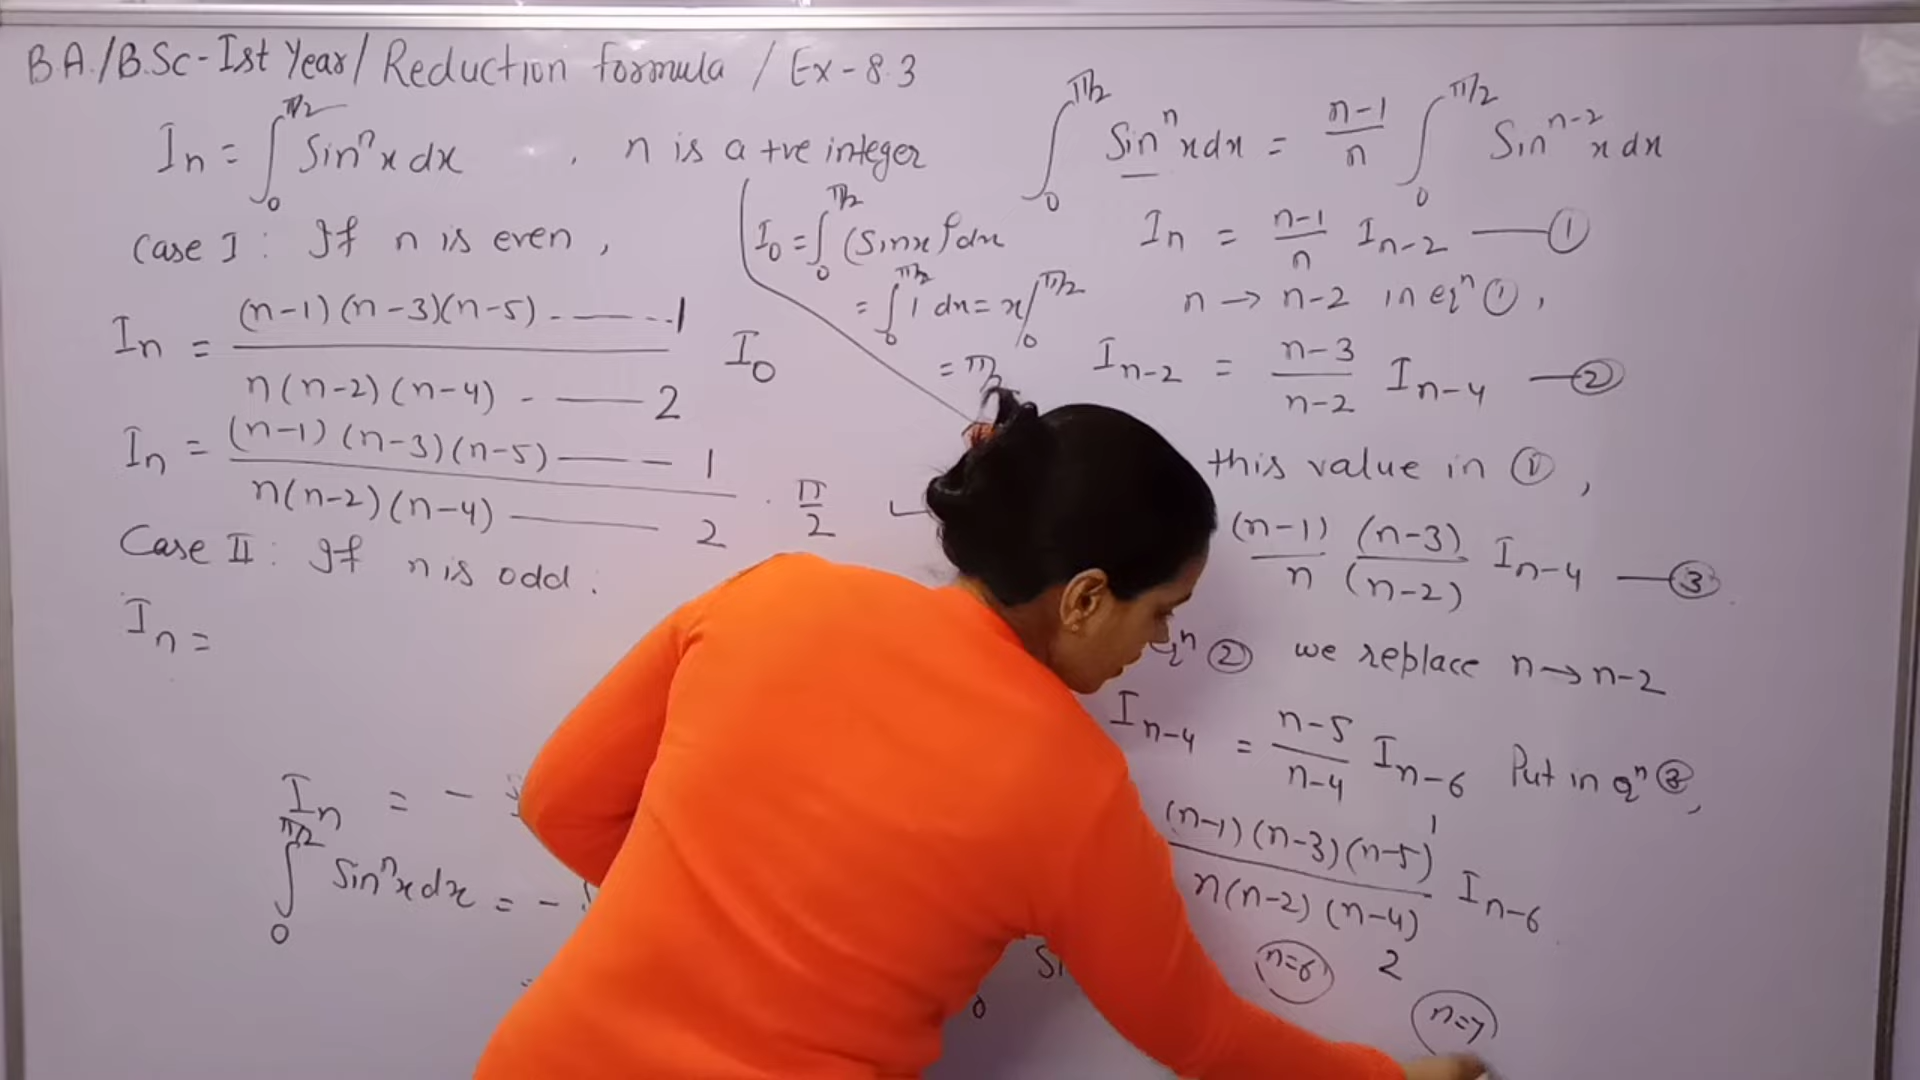 B.A./B.Sc - Ist Year / Reduction formula / Ex - 8.3
In = ∫₀^π/2 Sinⁿx dx , n is a +ve integer
Case I : If n is even ,
In = (n-1)(n-3)(n-5) - —— - - 1 / n(n-2)(n-4) - —— 2 I₀
In = (n-1)(n-3)(n-5) —— — 1 / n(n-2)(n-4) —— 2 . π/2
Case II : If n is odd :
In =
In = -
∫₀^π/2 Sinⁿx dx = -
I₀ = ∫₀^π/2 (Sinx)⁰ dx
= ∫₀^π/2 1 dx = x/₀^π/2
= π/2
∫₀^π/2 Sinⁿ x dx = n-1/n ∫₀^π/2 Sin^n-2 x dx
In = n-1/n In-2 —— ①
n → n-2 in eqⁿ ① ,
In-2 = n-3/n-2 In-4 — ②
this value in ① ,
(n-1)/n (n-3)/(n-2) In-4 — ③
qⁿ ② we replace n → n-2
In-4 = n-5/n-4 In-6 Put in qⁿ ③ ,
1
(n-1)(n-3)(n-5) / n(n-2)(n-4) In-6
n=6 2
n=7